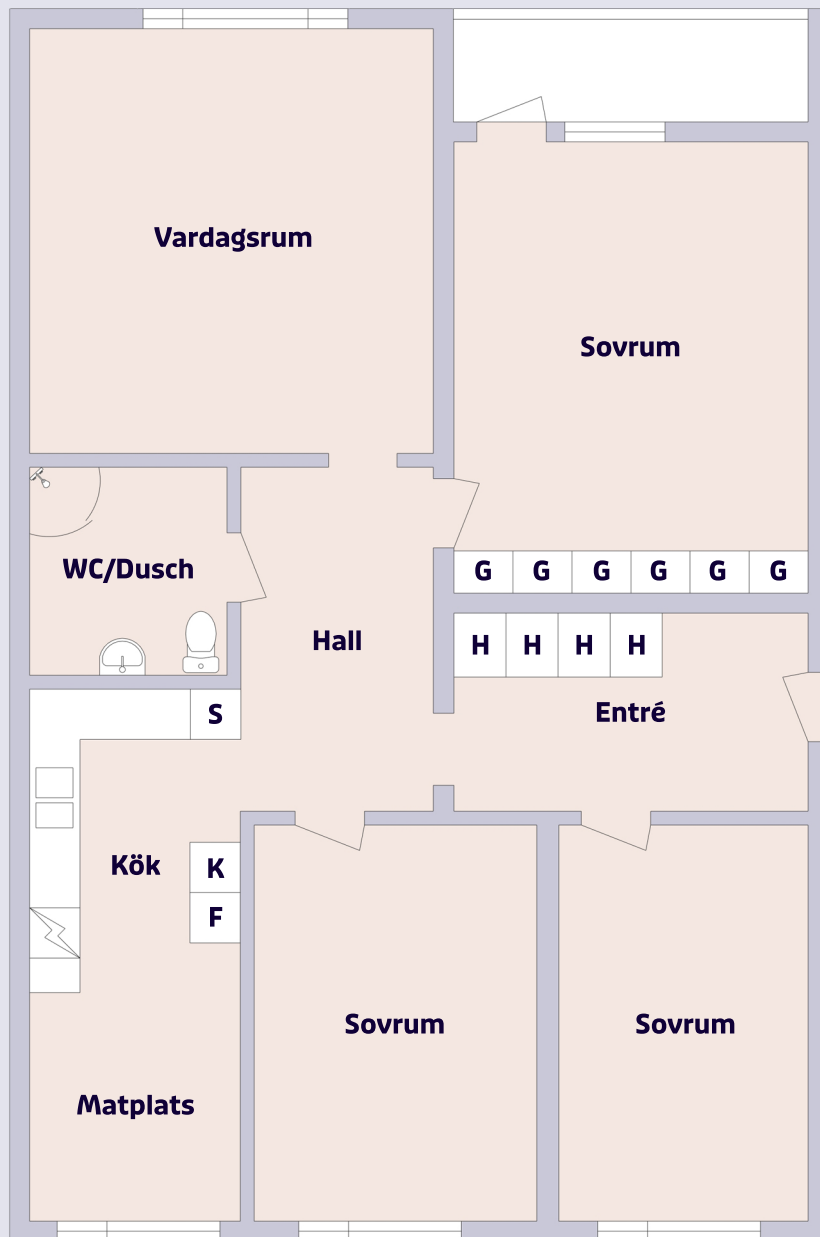 Vardagsrum
Sovrum
WC/Dusch
G G G G G G
Hall
H H H H
S
Entré
Kök
K
F
Sovrum
Sovrum
Matplats